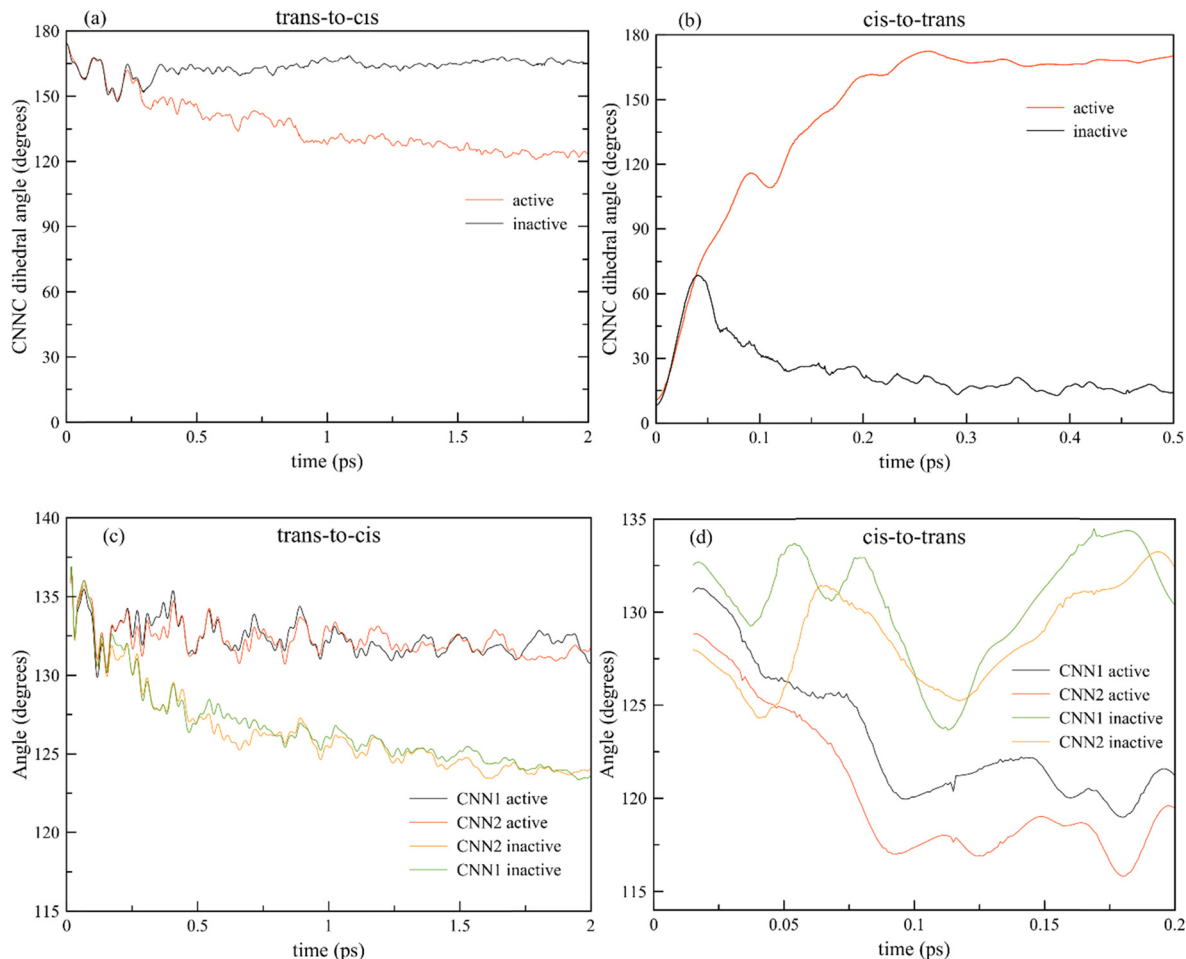 (a) trans-to-cis
180
150
120
90
60
30
0
CNNC dihedral angle (degrees)
active
inactive
0 0.5 1 1.5 2
time (ps)
(b) cis-to-trans
180
150
120
90
60
30
0
CNNC dihedral angle (degrees)
active
inactive
0 0.1 0.2 0.3 0.4 0.5
time (ps)
(c) trans-to-cis
140
135
130
125
120
115
Angle (degrees)
CNN1 active
CNN2 active
CNN2 inactive
CNN1 inactive
0 0.5 1 1.5 2
time (ps)
(d) cis-to-trans
135
130
125
120
115
Angle (degrees)
CNN1 active
CNN2 active
CNN1 inactive
CNN2 inactive
0 0.05 0.1 0.15 0.2
time (ps)